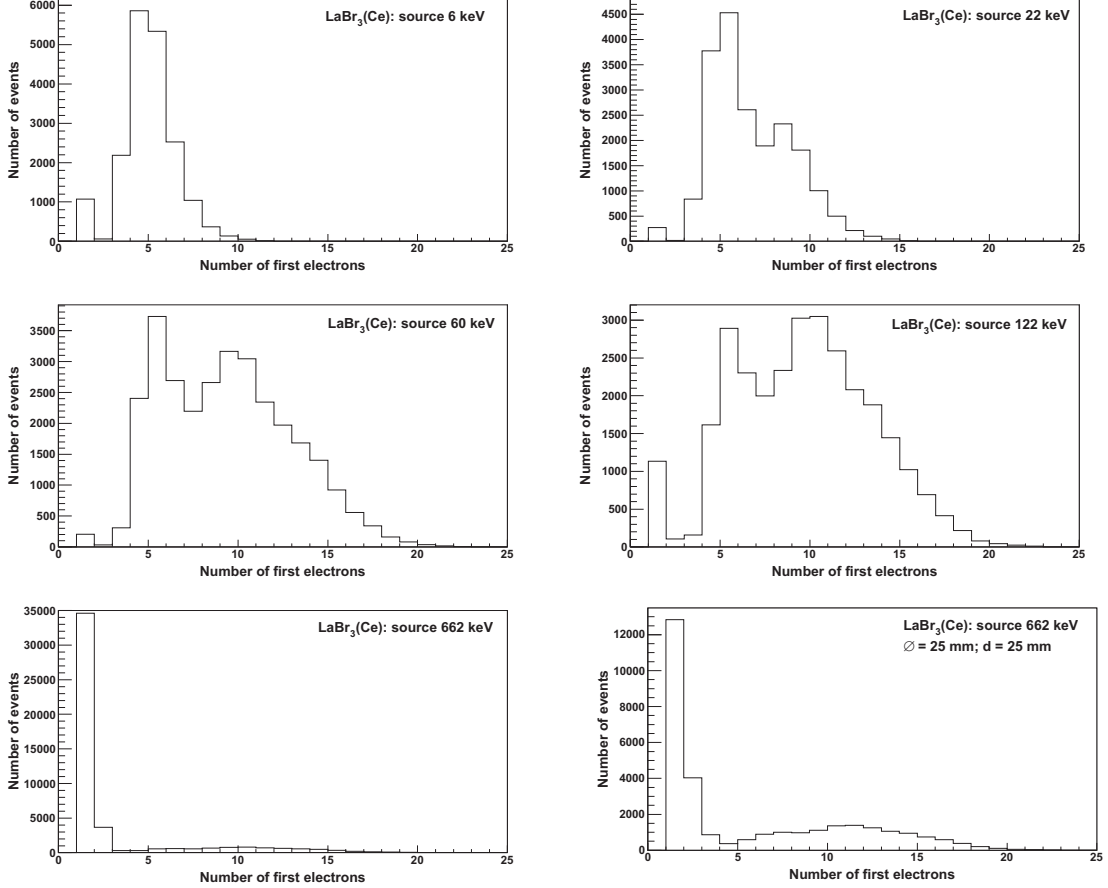 LaBr3(Ce): source 6 keV
Number of events
6000
5000
4000
3000
2000
1000
0
0 5 10 15 20 25
Number of first electrons
LaBr3(Ce): source 22 keV
Number of events
4500
4000
3500
3000
2500
2000
1500
1000
500
0
0 5 10 15 20 25
Number of first electrons
LaBr3(Ce): source 60 keV
Number of events
3500
3000
2500
2000
1500
1000
500
0
0 5 10 15 20 25
Number of first electrons
LaBr3(Ce): source 122 keV
Number of events
3000
2500
2000
1500
1000
500
0
0 5 10 15 20 25
Number of first electrons
LaBr3(Ce): source 662 keV
Number of events
35000
30000
25000
20000
15000
10000
5000
0
0 5 10 15 20 25
Number of first electrons
LaBr3(Ce): source 662 keV
∅ = 25 mm; d = 25 mm
Number of events
12000
10000
8000
6000
4000
2000
0
0 5 10 15 20 25
Number of first electrons